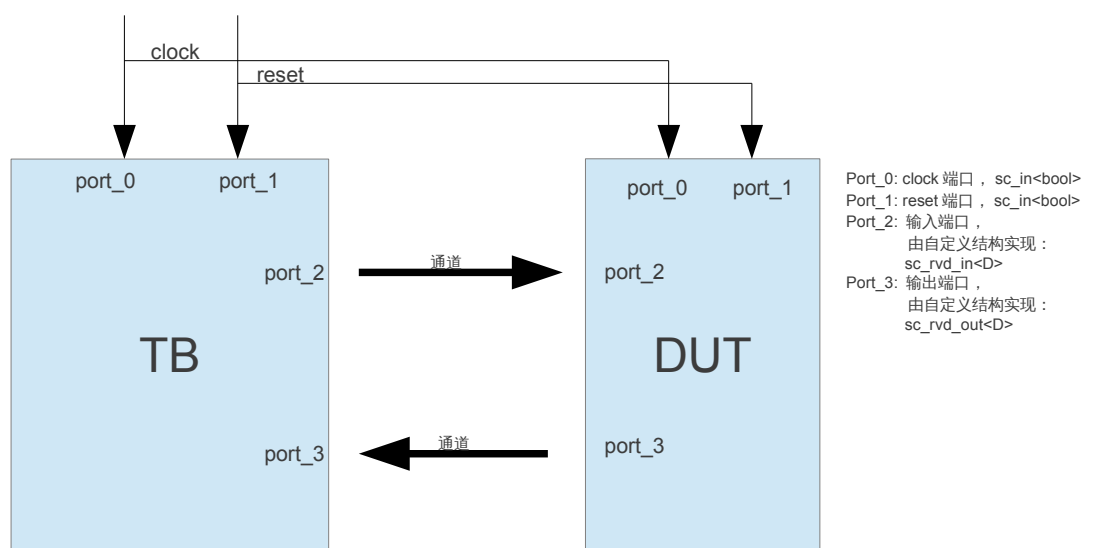 clock
reset
port_0
port_1
port_0
port_1
port_2
通道
port_2
TB
DUT
port_3
通道
port_3
Port_0: clock 端口， sc_in<bool>
Port_1: reset 端口， sc_in<bool>
Port_2: 输入端口，
由自定义结构实现：
sc_rvd_in<D>
Port_3: 输出端口，
由自定义结构实现：
sc_rvd_out<D>